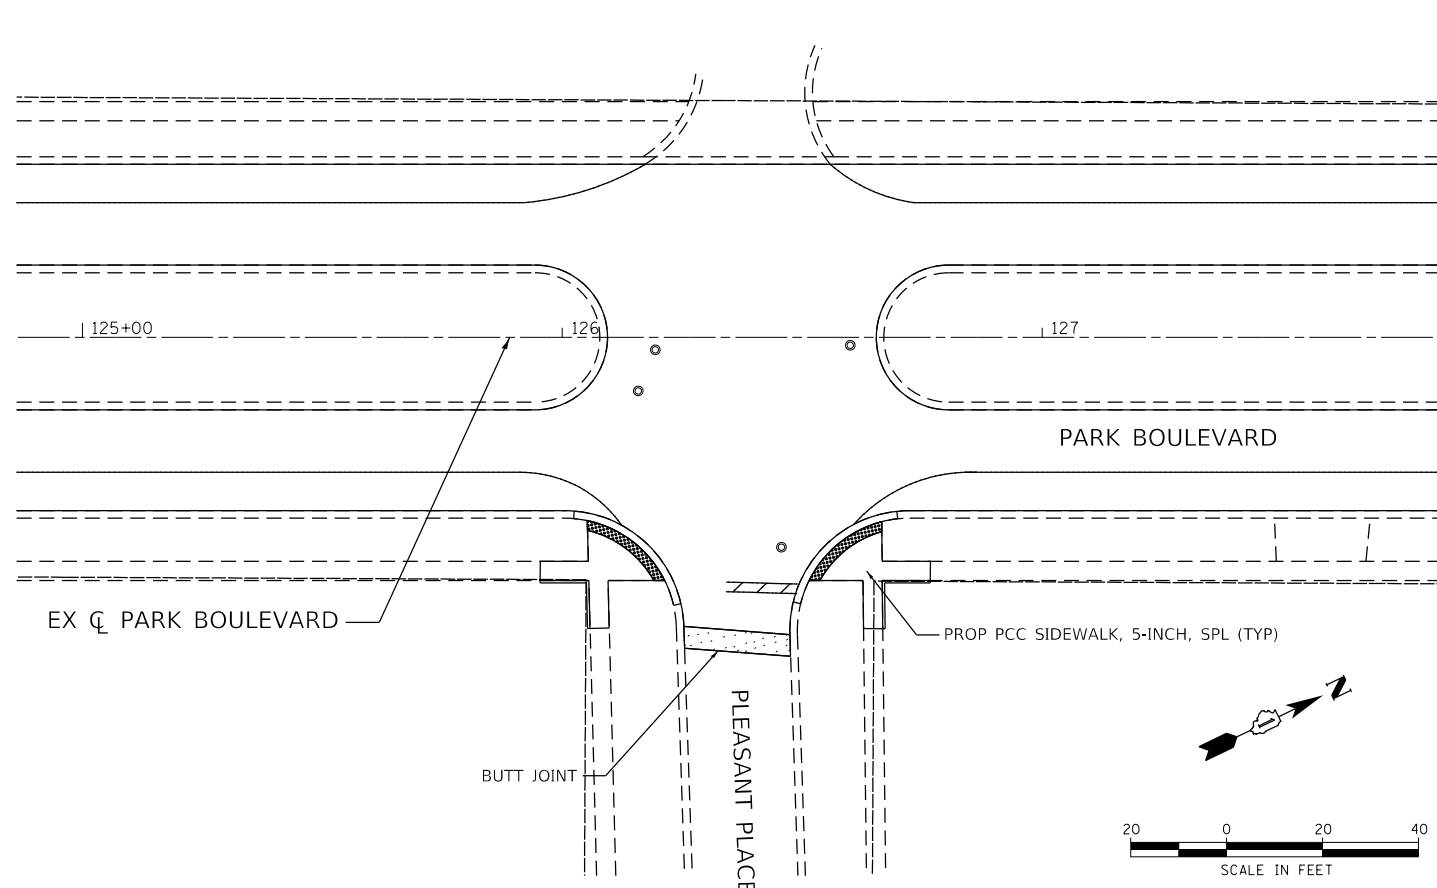 125+00
126
127
PARK BOULEVARD
EX ℄ PARK BOULEVARD
PROP PCC SIDEWALK, 5-INCH, SPL (TYP)
N
PLEASANT PLACE
BUTT JOINT
20 0 20 40
SCALE IN FEET